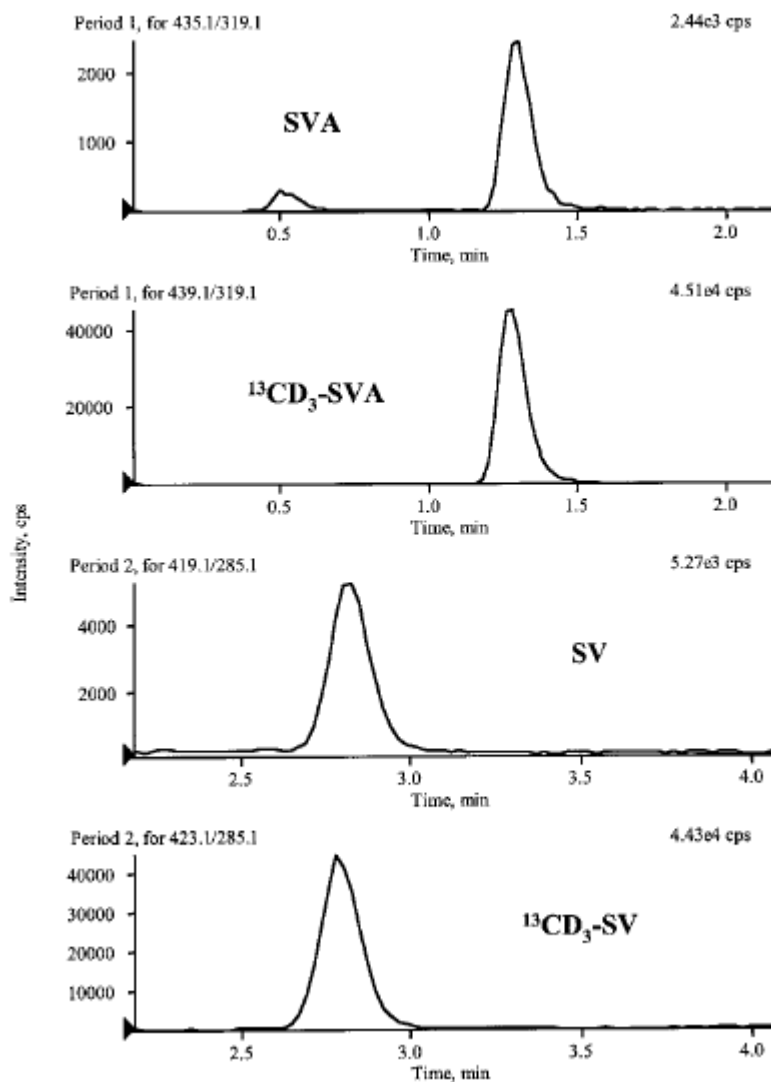 Period 1, for 435.1/319.1 2.44e3 cps
2000
SVA
1000
0.5 1.0 1.5 2.0
Time, min
Period 1, for 439.1/319.1 4.51e4 cps
40000
¹³CD₃-SVA
20000
0.5 1.0 1.5 2.0
Time, min
Intensity, cps
Period 2, for 419.1/285.1 5.27e3 cps
4000
SV
2000
2.5 3.0 3.5 4.0
Time, min
Period 2, for 423.1/285.1 4.43e4 cps
40000
30000
¹³CD₃-SV
20000
10000
2.5 3.0 3.5 4.0
Time, min